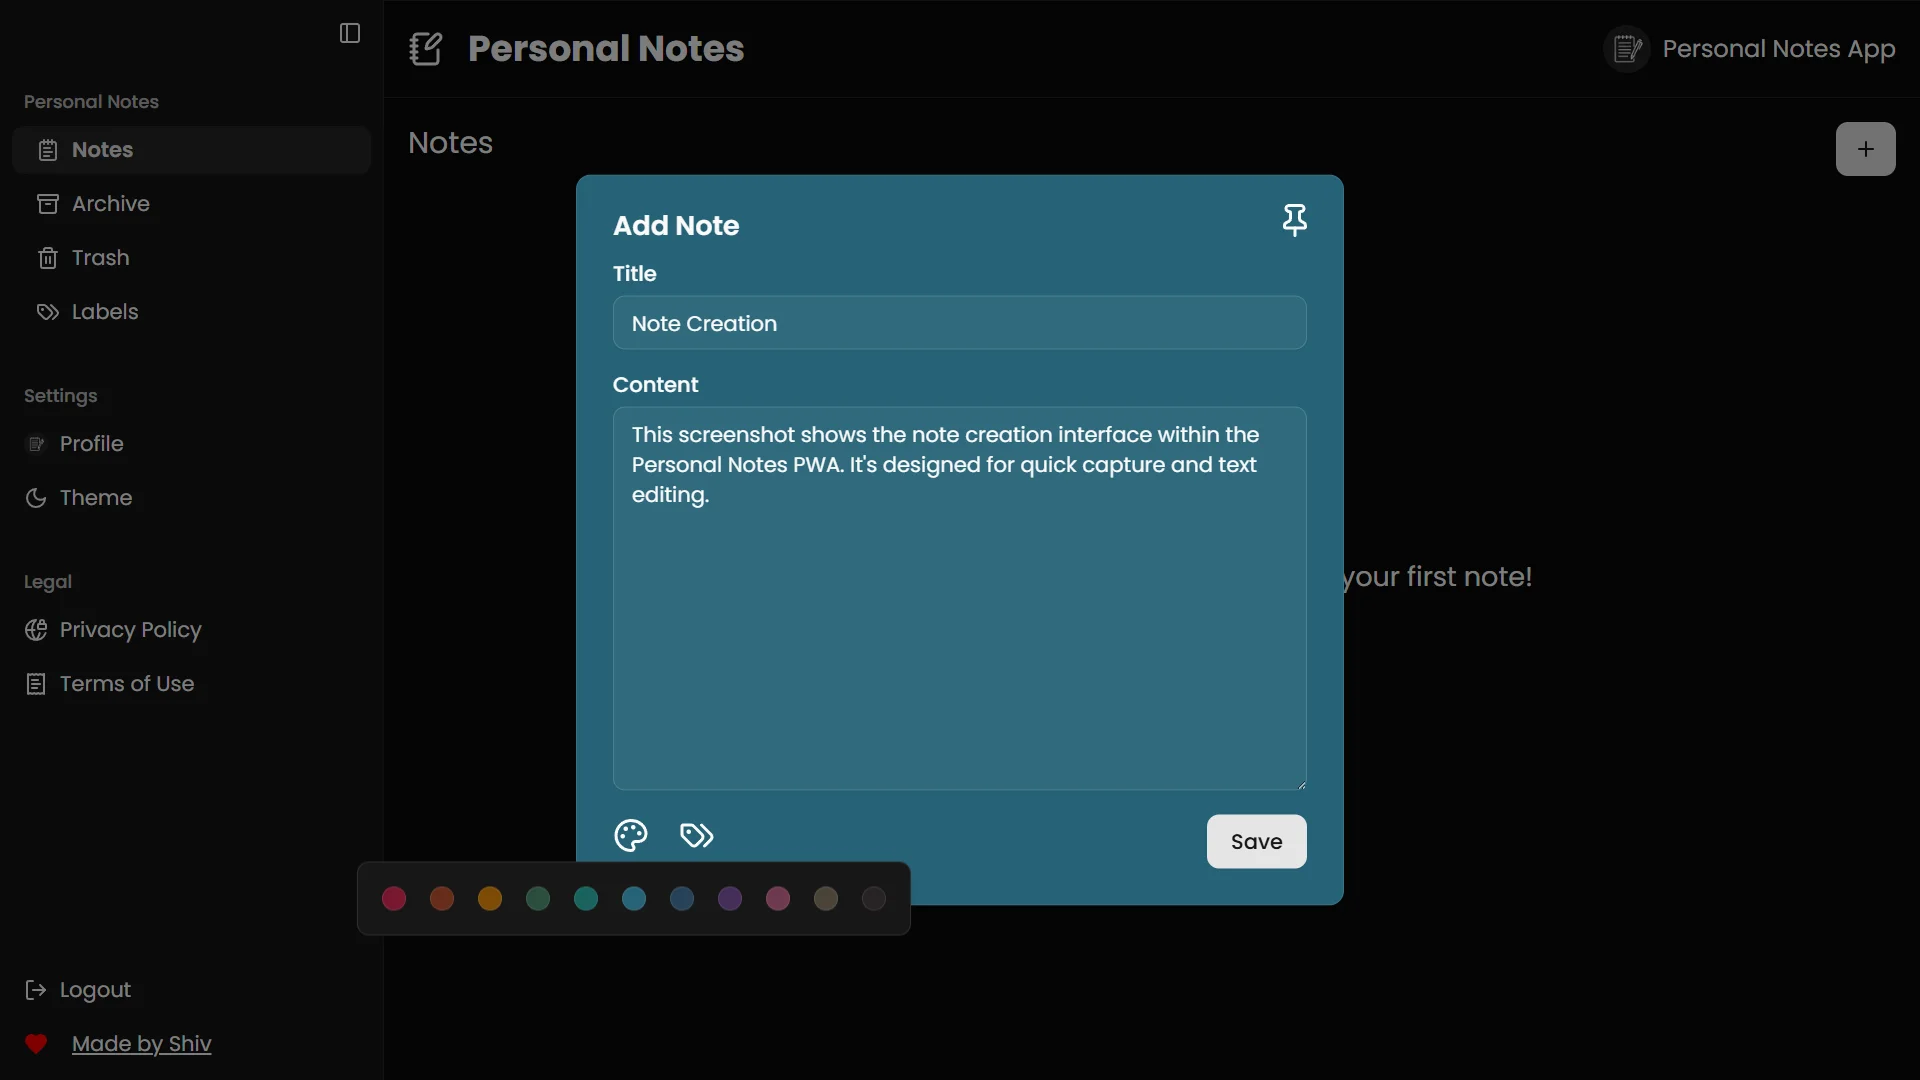 Personal Notes
Notes
Archive
Trash
Labels
Settings
Profile
Theme
Legal
Privacy Policy
Terms of Use
Logout
Made by Shiv
Personal Notes
Personal Notes App
Notes
Add Note
Title
Note Creation
Content
This screenshot shows the note creation interface within the
Personal Notes PWA. It's designed for quick capture and text
editing.
your first note!
Save